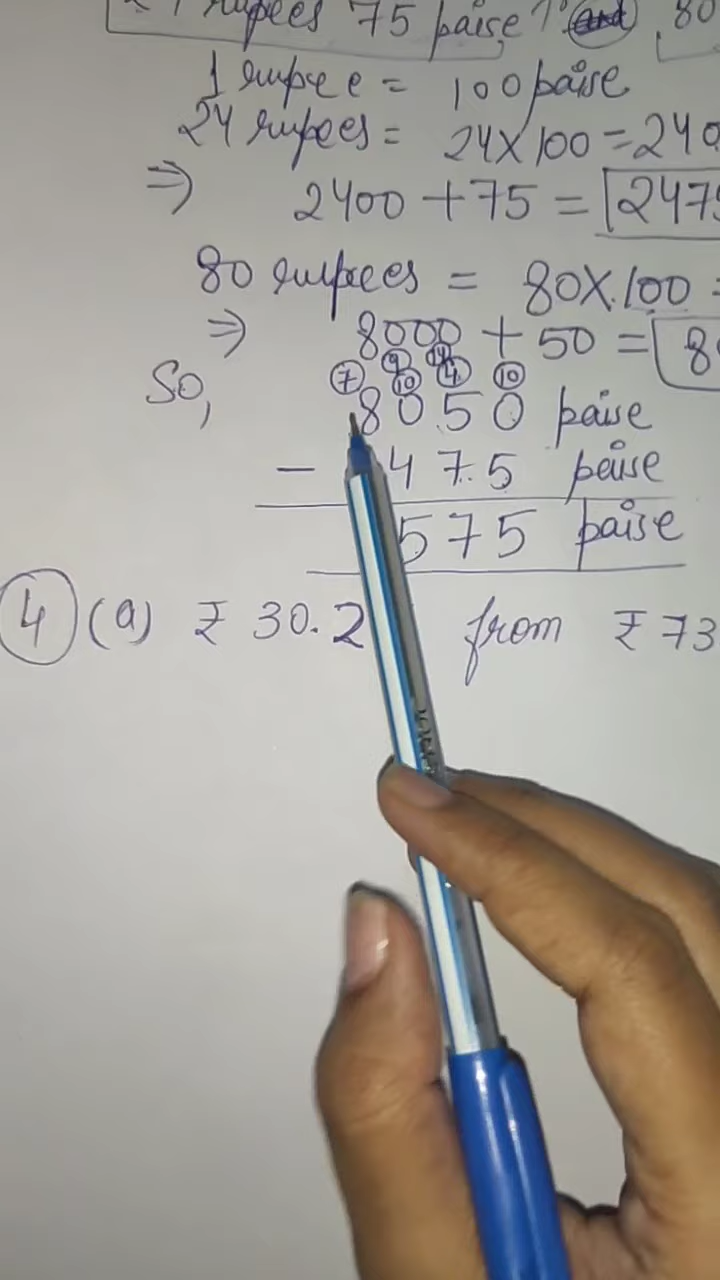 rupees 75 paise 80
1 rupee = 100 paise
24 rupees = 24 X 100 = 240
⇒ 2400 + 75 = 2475
80 rupees = 80 X 100 =
⇒ 8000 + 50 = 8
7 9 10 14 4 10
So, 8050 paise
- 475 paise
575 paise
4 (a) ₹ 30.2 from ₹ 73